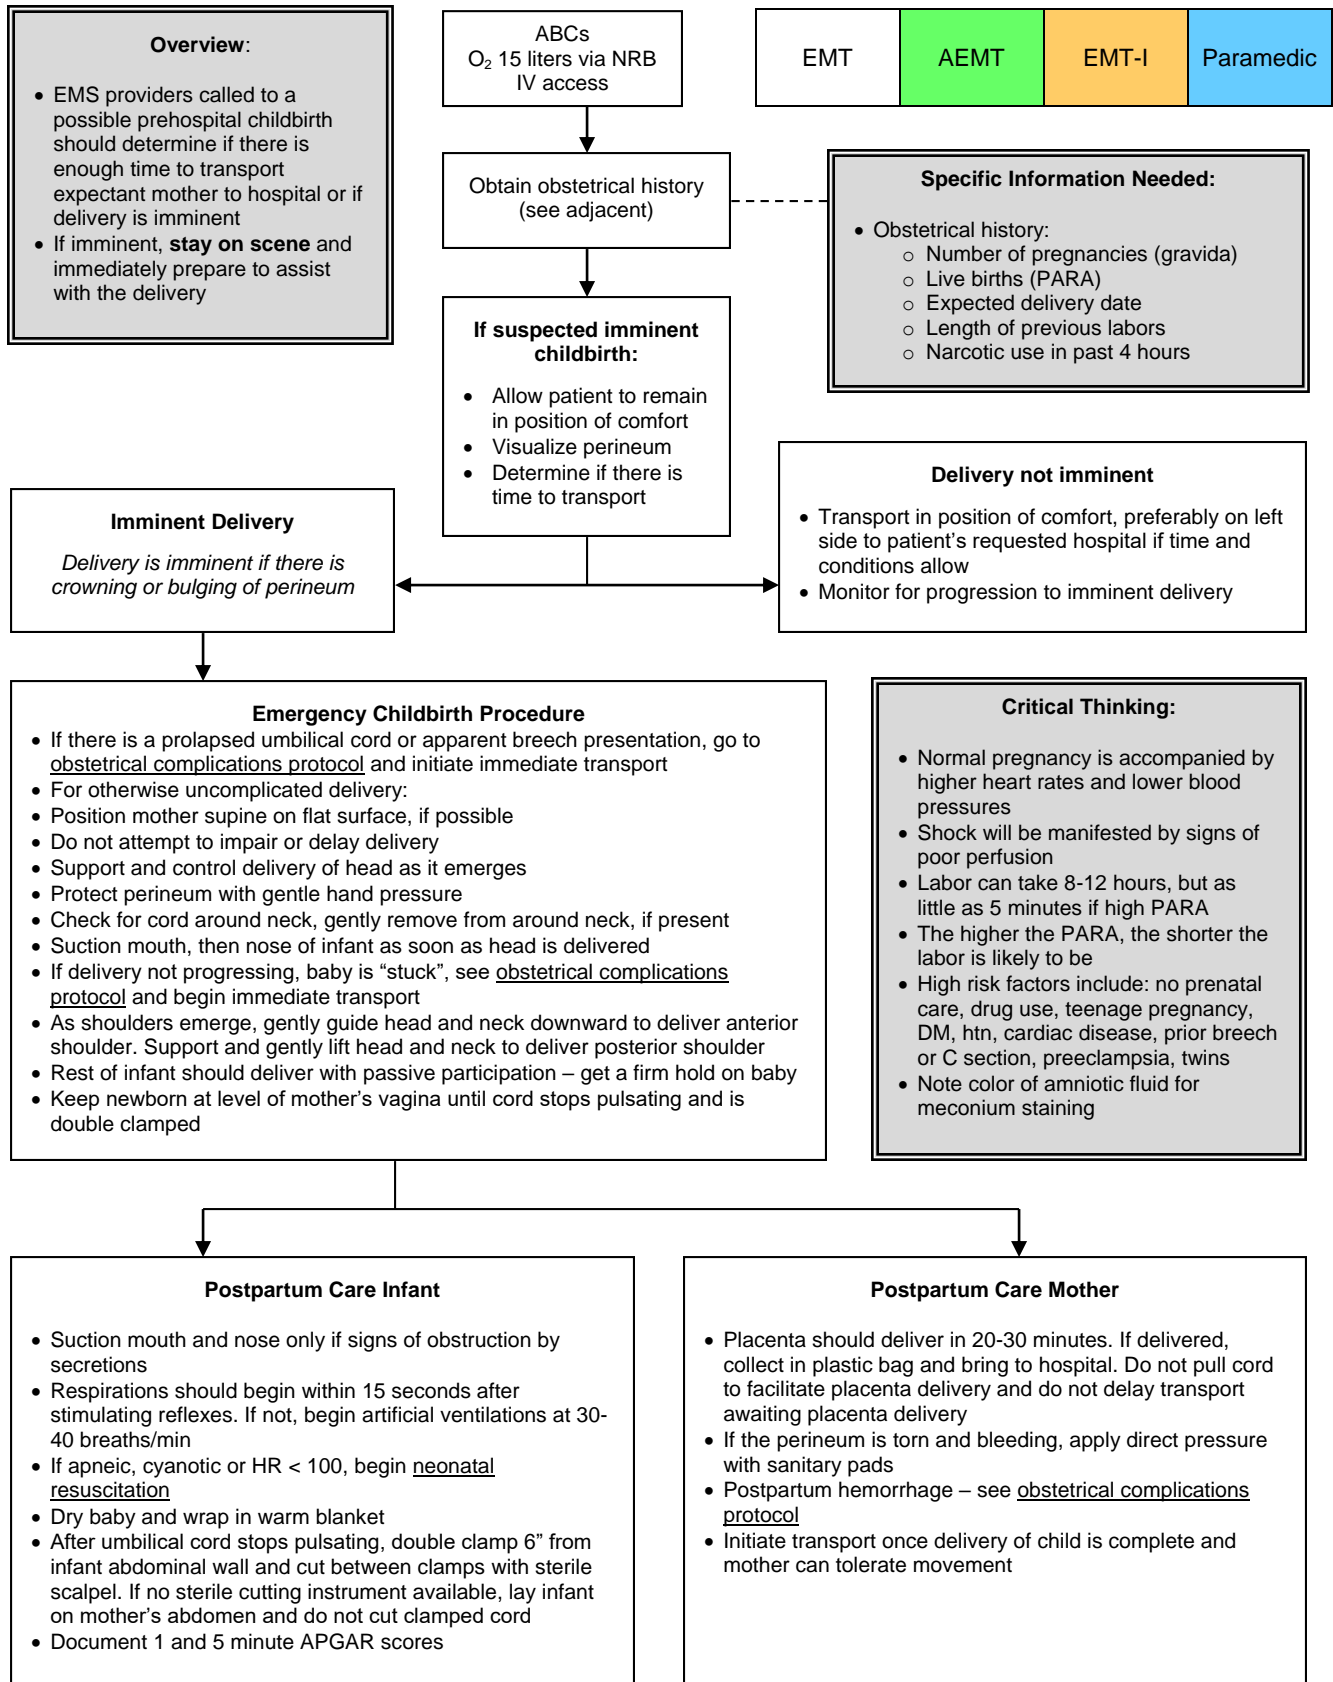 Overview:
• EMS providers called to a
possible prehospital childbirth
should determine if there is
enough time to transport
expectant mother to hospital or if
delivery is imminent
• If imminent, stay on scene and
immediately prepare to assist
with the delivery
ABCs
O₂ 15 liters via NRB
IV access
EMT
AEMT
EMT-I
Paramedic
Obtain obstetrical history
(see adjacent)
Specific Information Needed:
• Obstetrical history:
o Number of pregnancies (gravida)
o Live births (PARA)
o Expected delivery date
o Length of previous labors
o Narcotic use in past 4 hours
If suspected imminent
childbirth:
• Allow patient to remain
in position of comfort
• Visualize perineum
• Determine if there is
time to transport
Imminent Delivery
Delivery is imminent if there is
crowning or bulging of perineum
Delivery not imminent
• Transport in position of comfort, preferably on left
side to patient’s requested hospital if time and
conditions allow
• Monitor for progression to imminent delivery
Emergency Childbirth Procedure
• If there is a prolapsed umbilical cord or apparent breech presentation, go to
obstetrical complications protocol and initiate immediate transport
• For otherwise uncomplicated delivery:
• Position mother supine on flat surface, if possible
• Do not attempt to impair or delay delivery
• Support and control delivery of head as it emerges
• Protect perineum with gentle hand pressure
• Check for cord around neck, gently remove from around neck, if present
• Suction mouth, then nose of infant as soon as head is delivered
• If delivery not progressing, baby is “stuck”, see obstetrical complications
protocol and begin immediate transport
• As shoulders emerge, gently guide head and neck downward to deliver anterior
shoulder. Support and gently lift head and neck to deliver posterior shoulder
• Rest of infant should deliver with passive participation – get a firm hold on baby
• Keep newborn at level of mother’s vagina until cord stops pulsating and is
double clamped
Critical Thinking:
• Normal pregnancy is accompanied by
higher heart rates and lower blood
pressures
• Shock will be manifested by signs of
poor perfusion
• Labor can take 8-12 hours, but as
little as 5 minutes if high PARA
• The higher the PARA, the shorter the
labor is likely to be
• High risk factors include: no prenatal
care, drug use, teenage pregnancy,
DM, htn, cardiac disease, prior breech
or C section, preeclampsia, twins
• Note color of amniotic fluid for
meconium staining
Postpartum Care Infant
• Suction mouth and nose only if signs of obstruction by
secretions
• Respirations should begin within 15 seconds after
stimulating reflexes. If not, begin artificial ventilations at 30-
40 breaths/min
• If apneic, cyanotic or HR < 100, begin neonatal
resuscitation
• Dry baby and wrap in warm blanket
• After umbilical cord stops pulsating, double clamp 6” from
infant abdominal wall and cut between clamps with sterile
scalpel. If no sterile cutting instrument available, lay infant
on mother’s abdomen and do not cut clamped cord
• Document 1 and 5 minute APGAR scores
Postpartum Care Mother
• Placenta should deliver in 20-30 minutes. If delivered,
collect in plastic bag and bring to hospital. Do not pull cord
to facilitate placenta delivery and do not delay transport
awaiting placenta delivery
• If the perineum is torn and bleeding, apply direct pressure
with sanitary pads
• Postpartum hemorrhage – see obstetrical complications
protocol
• Initiate transport once delivery of child is complete and
mother can tolerate movement